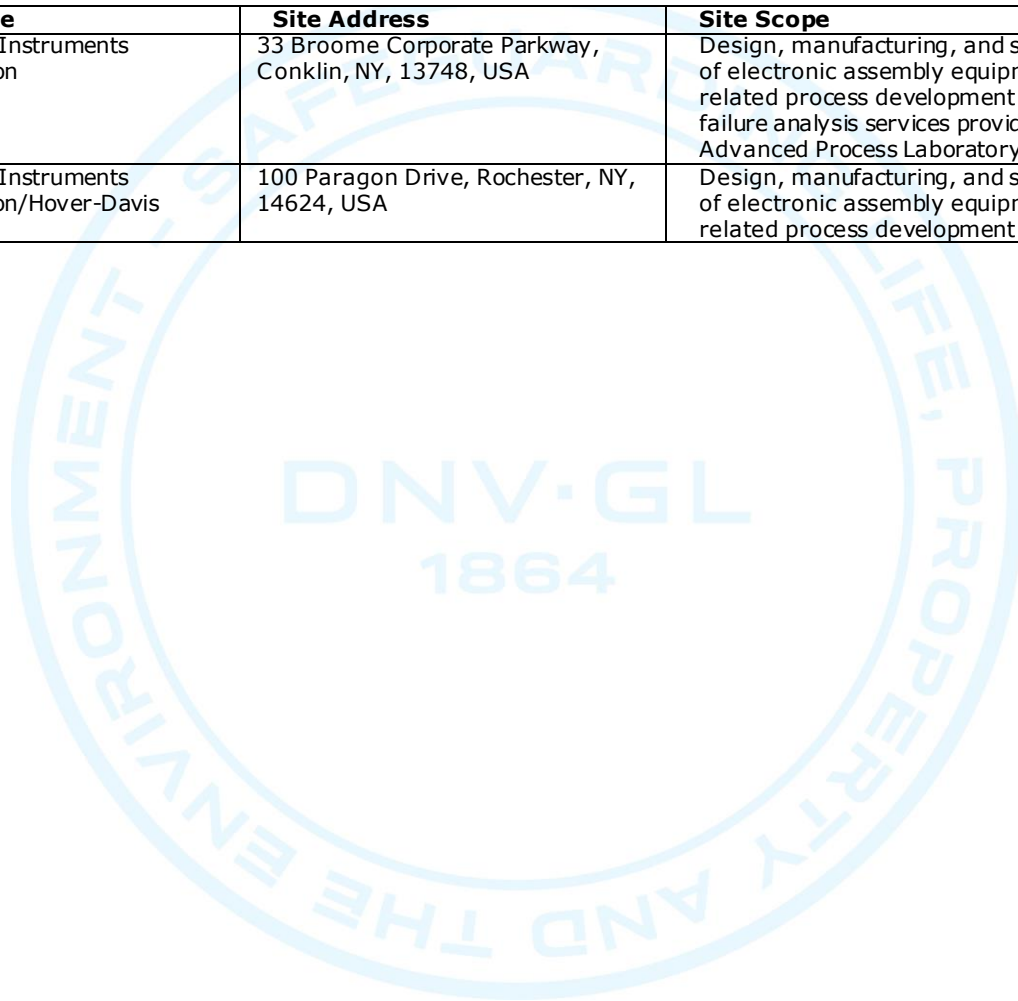 e Site Address Site Scope
Instruments 33 Broome Corporate Parkway, Design, manufacturing, and s
on Conklin, NY, 13748, USA of electronic assembly equipm
related process development
failure analysis services provid
Advanced Process Laboratory
Instruments 100 Paragon Drive, Rochester, NY, Design, manufacturing, and s
on/Hover-Davis 14624, USA of electronic assembly equipm
related process development
SAFEGUARDING LIFE, PROPERTY AND THE ENVIRONMENT -
DNV·GL
1864